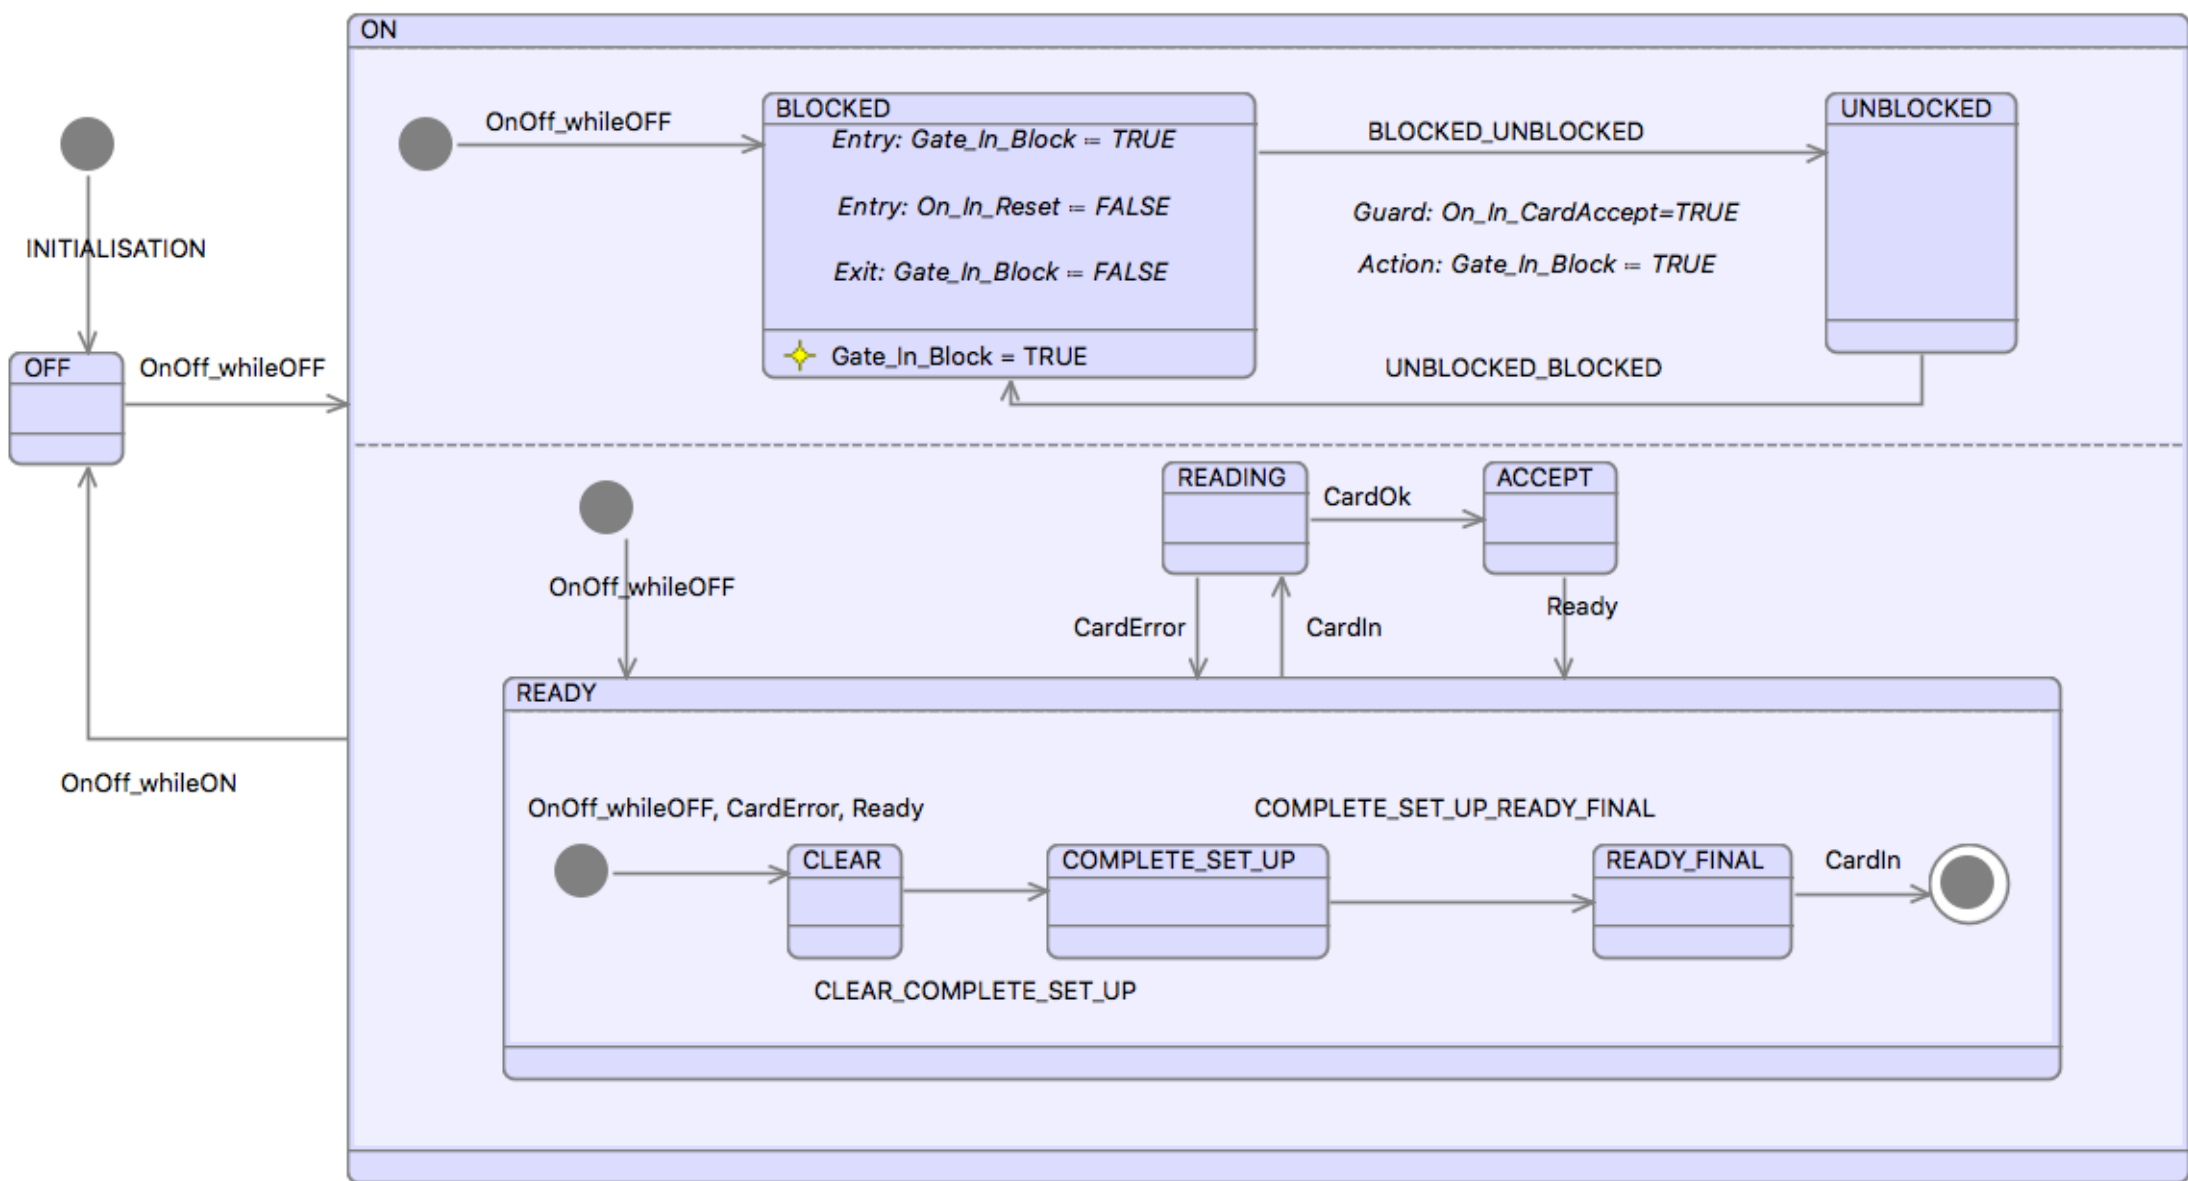 ON
OnOff_whileOFF
BLOCKED
Entry: Gate_In_Block ≔ TRUE
Entry: On_In_Reset ≔ FALSE
Exit: Gate_In_Block ≔ FALSE
Gate_In_Block = TRUE
BLOCKED_UNBLOCKED
Guard: On_In_CardAccept=TRUE
Action: Gate_In_Block ≔ TRUE
UNBLOCKED
UNBLOCKED_BLOCKED
INITIALISATION
OFF
OnOff_whileOFF
OnOff_whileON
OnOff_whileOFF
READING
CardOk
ACCEPT
CardError
CardIn
Ready
READY
OnOff_whileOFF, CardError, Ready
COMPLETE_SET_UP_READY_FINAL
CLEAR
COMPLETE_SET_UP
READY_FINAL
CardIn
CLEAR_COMPLETE_SET_UP